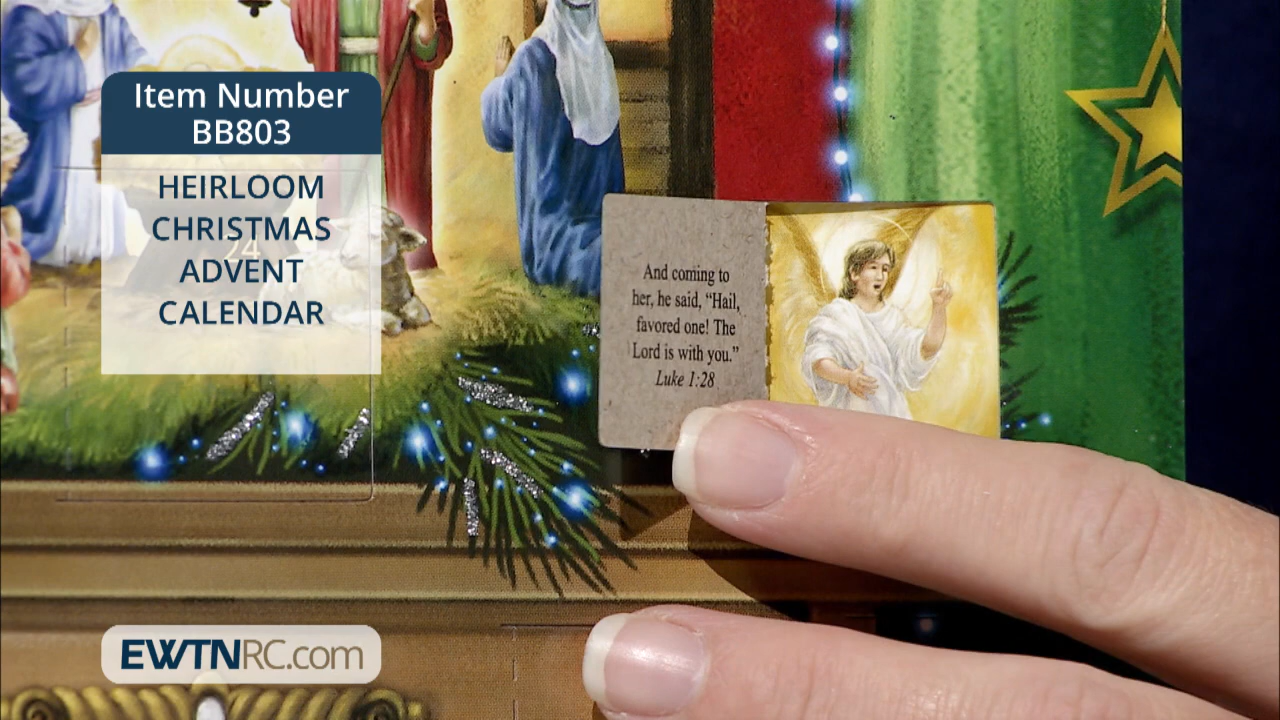 Item Number
BB803
HEIRLOOM
CHRISTMAS
ADVENT
CALENDAR
24
And coming to
her, he said, “Hail,
favored one! The
Lord is with you.”
Luke 1:28
EWTNRC.com